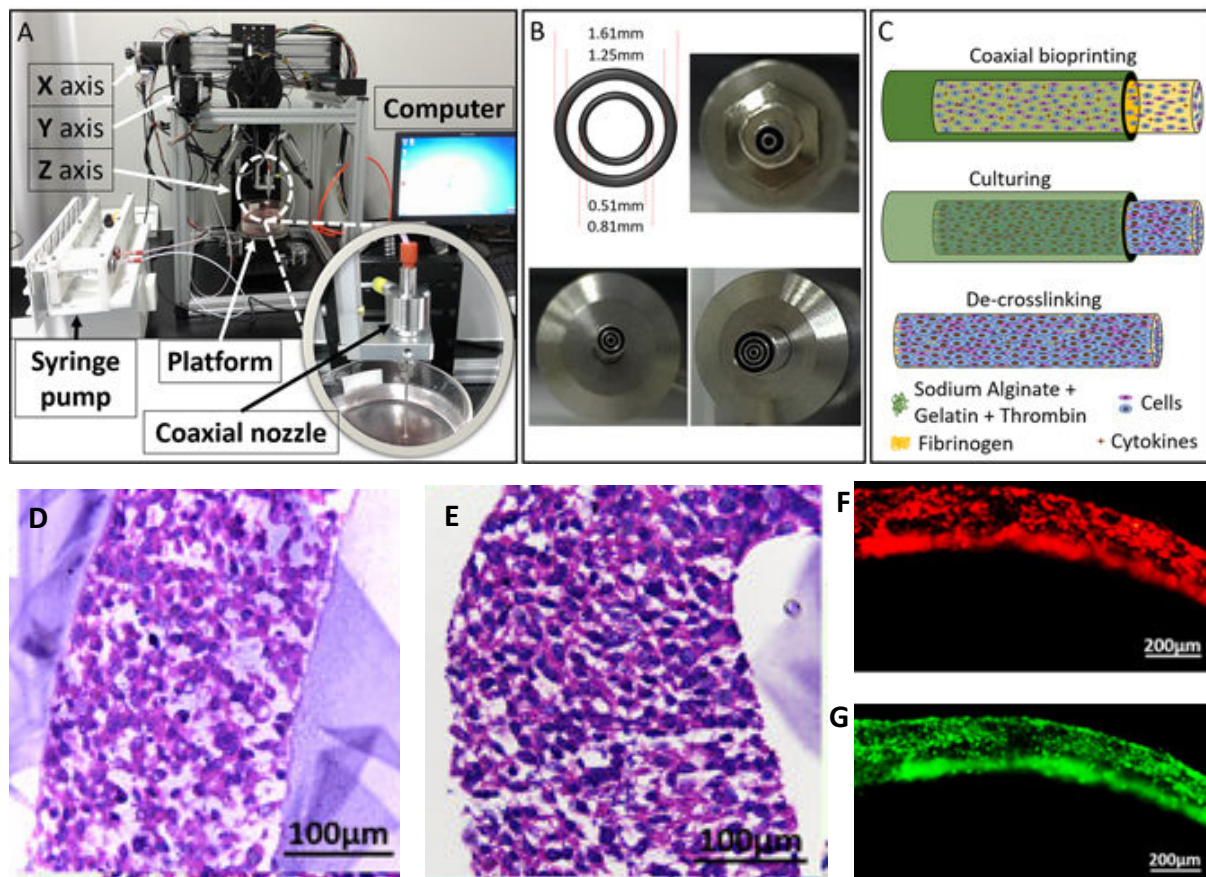 A
X axis
Y axis
Z axis
Computer
Syringe
pump
Platform
Coaxial nozzle
B
1.61mm
1.25mm
0.51mm
0.81mm
C
Coaxial bioprinting
Culturing
De-crosslinking
Sodium Alginate +
Gelatin + Thrombin
Cells
Fibrinogen
Cytokines
D
100μm
E
100μm
F
200μm
G
200μm